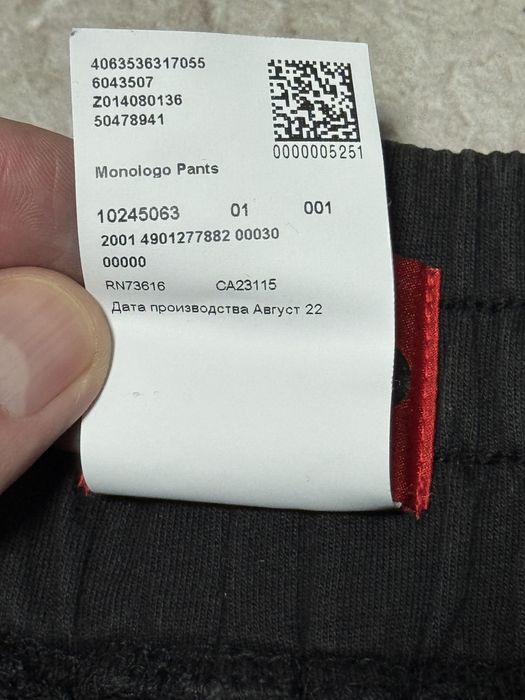 4063536317055
6043507
Z014080136
50478941
0000005251
Monologo Pants
10245063 01 001
2001 4901277882 00030
00000
RN73616 CA23115
Дата производства Август 22